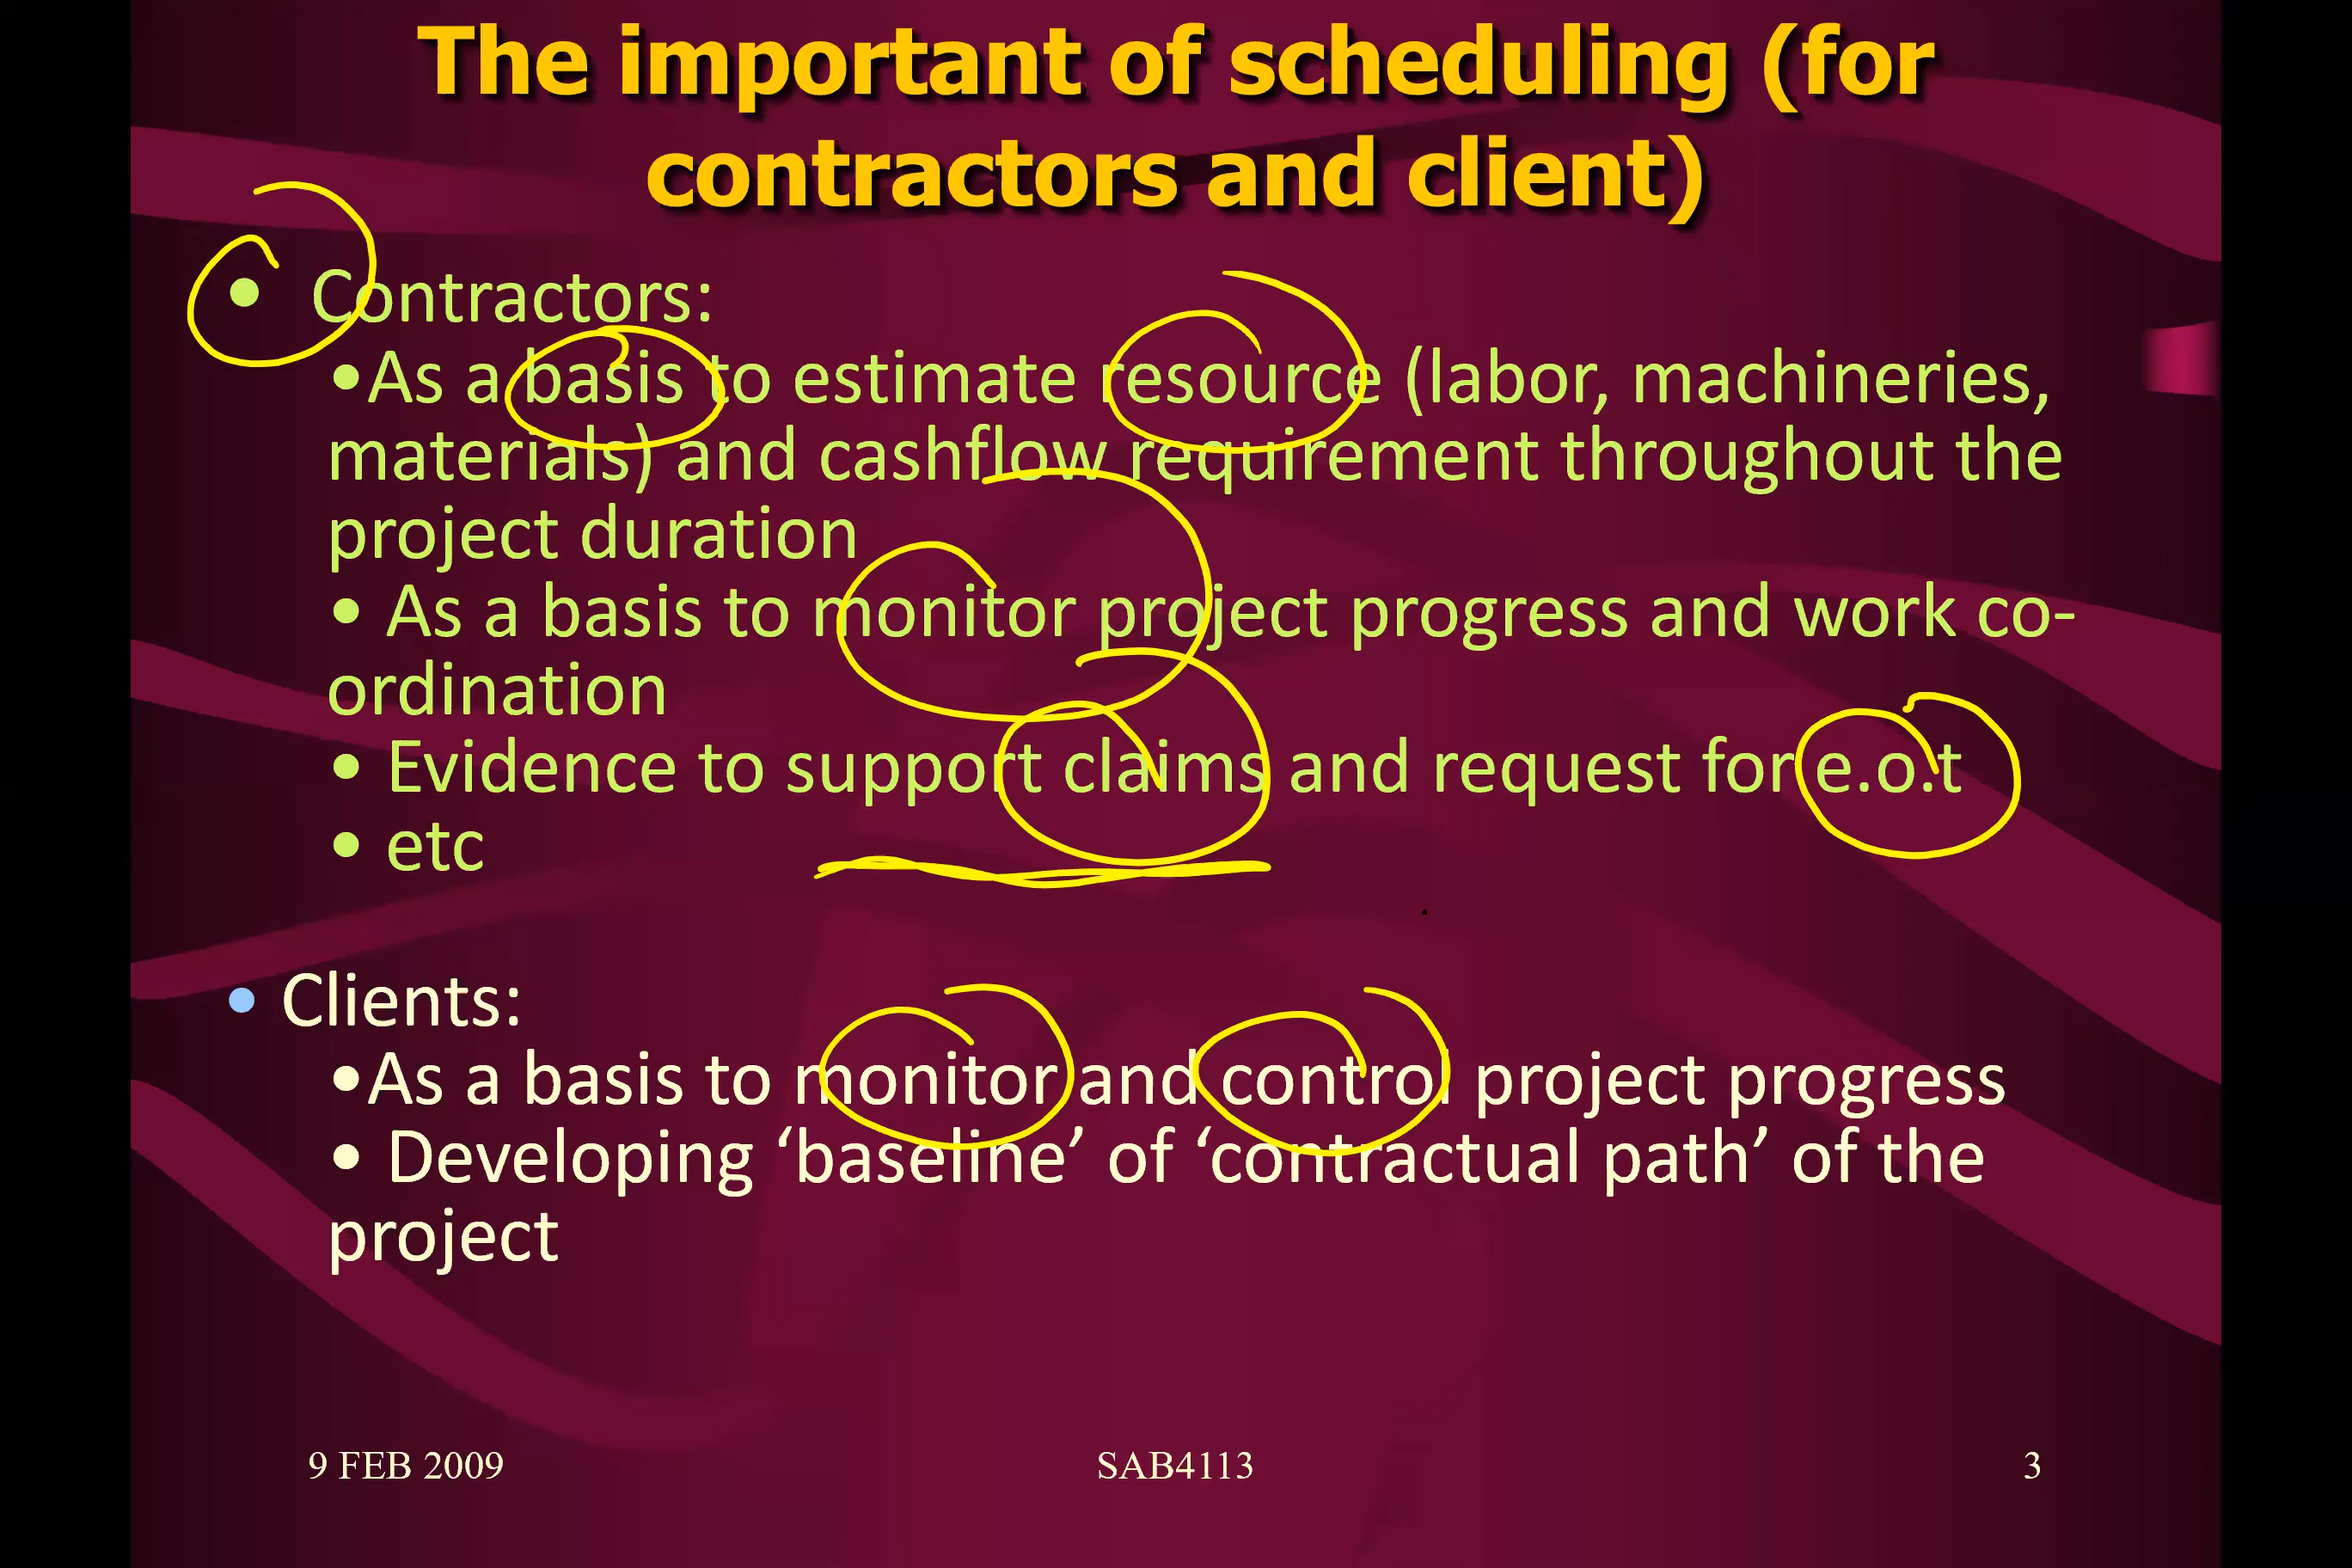 The important of scheduling (for
contractors and client)
• Contractors:
•As a basis to estimate resource (labor, machineries,
materials) and cashflow requirement throughout the
project duration
• As a basis to monitor project progress and work co-
ordination
• Evidence to support claims and request for e.o.t
• etc
• Clients:
•As a basis to monitor and control project progress
• Developing ‘baseline’ of ‘contractual path’ of the
project
9 FEB 2009 SAB4113 3